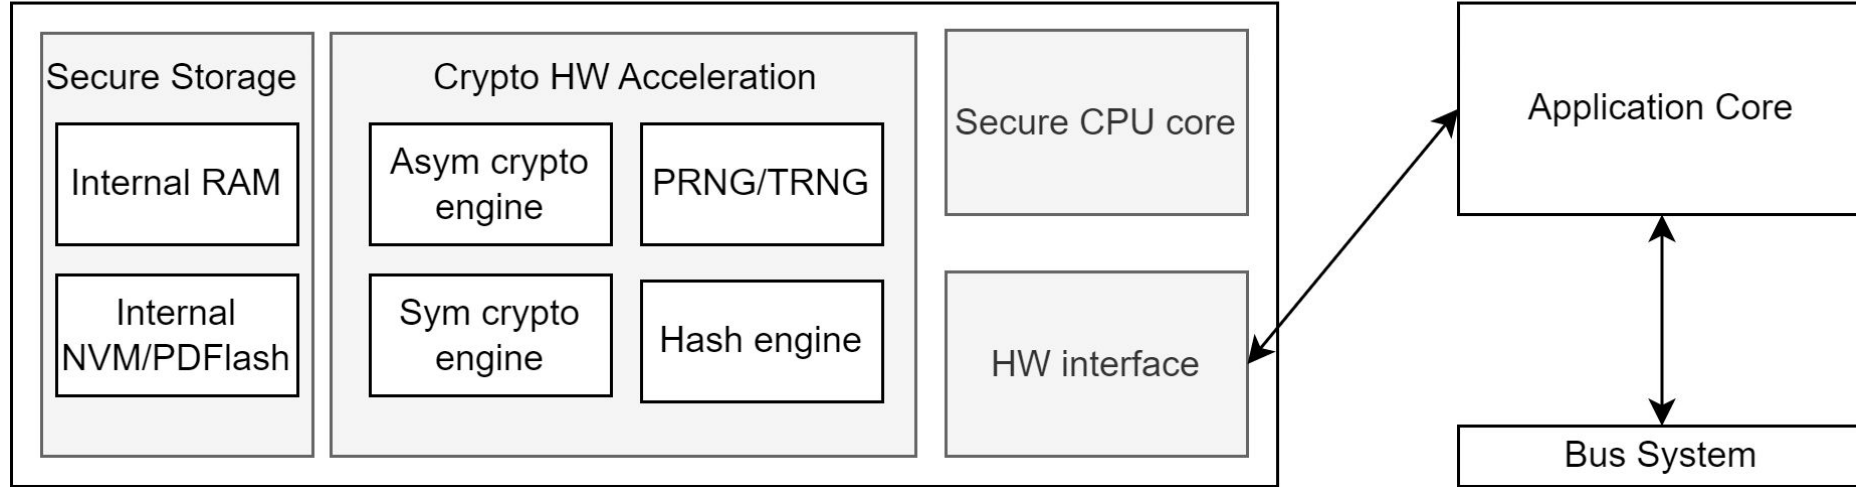 Secure Storage
Internal RAM
Internal
NVM/PDFlash
Crypto HW Acceleration
Asym crypto
engine
PRNG/TRNG
Sym crypto
engine
Hash engine
Secure CPU core
HW interface
Application Core
Bus System